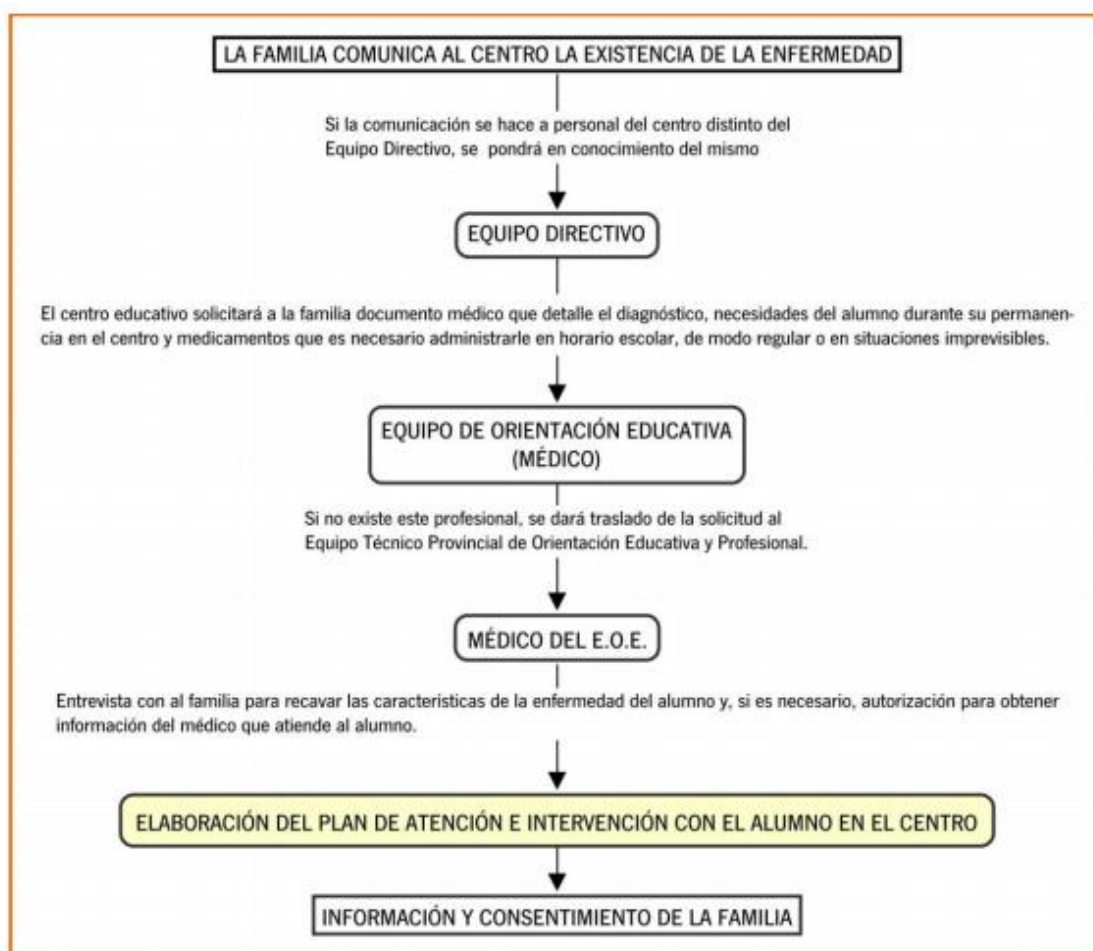 LA FAMILIA COMUNICA AL CENTRO LA EXISTENCIA DE LA ENFERMEDAD
Si la comunicación se hace a personal del centro distinto del
Equipo Directivo, se pondrá en conocimiento del mismo
EQUIPO DIRECTIVO
El centro educativo solicitará a la familia documento médico que detalle el diagnóstico, necesidades del alumno durante su permanen-
cia en el centro y medicamentos que es necesario administrarle en horario escolar, de modo regular o en situaciones imprevisibles.
EQUIPO DE ORIENTACIÓN EDUCATIVA
(MÉDICO)
Si no existe este profesional, se dará traslado de la solicitud al
Equipo Técnico Provincial de Orientación Educativa y Profesional.
MÉDICO DEL E.O.E.
Entrevista con al familia para recavar las características de la enfermedad del alumno y, si es necesario, autorización para obtener
información del médico que atiende al alumno.
ELABORACIÓN DEL PLAN DE ATENCIÓN E INTERVENCIÓN CON EL ALUMNO EN EL CENTRO
INFORMACIÓN Y CONSENTIMIENTO DE LA FAMILIA